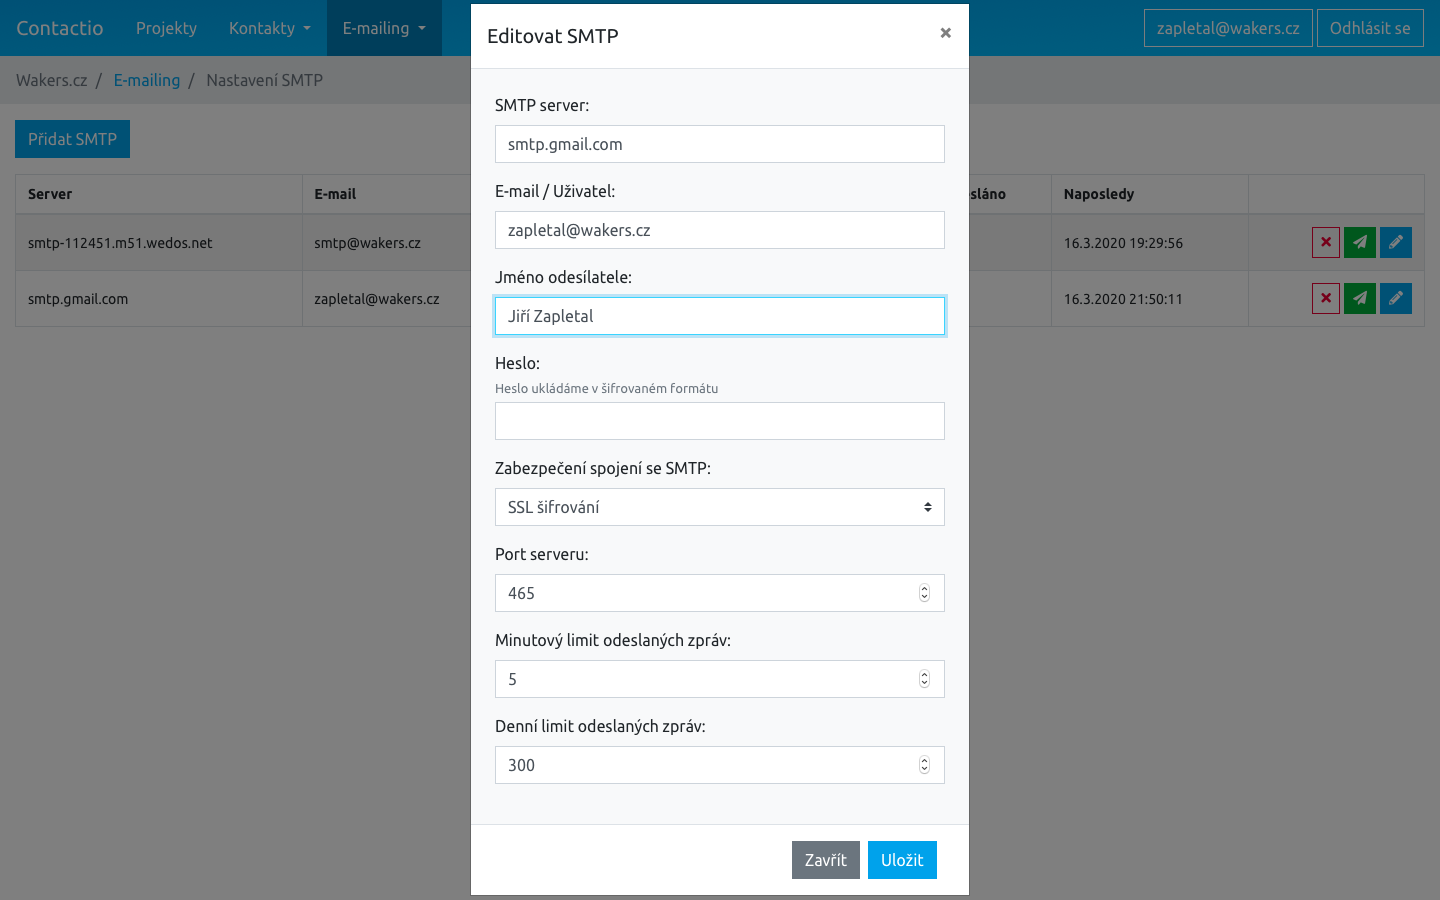 Contactio Projekty Kontakty E-mailing zapletal@wakers.cz Odhlásit se
Wakers.cz / E-mailing / Nastavení SMTP
Přidat SMTP
Server E-mail Naposledy
smtp-112451.m51.wedos.net smtp@wakers.cz 16.3.2020 19:29:56
smtp.gmail.com zapletal@wakers.cz 16.3.2020 21:50:11
Editovat SMTP
SMTP server:
smtp.gmail.com
E-mail / Uživatel:
zapletal@wakers.cz
Jméno odesílatele:
Jiří Zapletal
Heslo:
Heslo ukládáme v šifrovaném formátu
Zabezpečení spojení se SMTP:
SSL šifrování
Port serveru:
465
Minutový limit odeslaných zpráv:
5
Denní limit odeslaných zpráv:
300
Zavřít Uložit